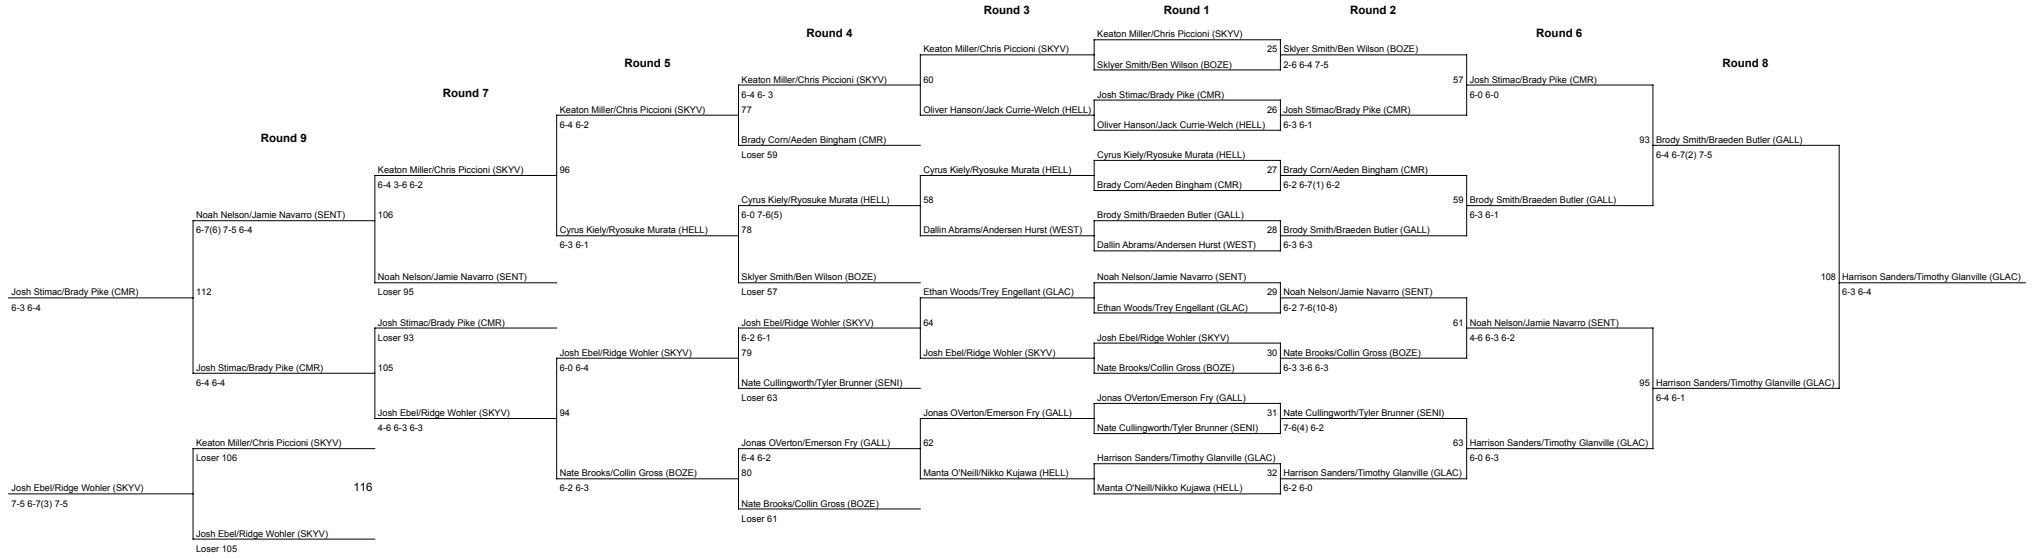 Round 3
Round 1
Round 2
Round 4
Round 6
Round 5
Round 8
Round 7
Round 9
Keaton Miller/Chris Piccioni (SKYV)
25
Sklyer Smith/Ben Wilson (BOZE)
Sklyer Smith/Ben Wilson (BOZE)
2-6 6-4 7-5
Josh Stimac/Brady Pike (CMR)
26
Josh Stimac/Brady Pike (CMR)
Oliver Hanson/Jack Currie-Welch (HELL)
6-3 6-1
Cyrus Kiely/Ryosuke Murata (HELL)
27
Brady Corn/Aeden Bingham (CMR)
Brady Corn/Aeden Bingham (CMR)
6-2 6-7(1) 6-2
Brody Smith/Braeden Butler (GALL)
28
Brody Smith/Braeden Butler (GALL)
Dallin Abrams/Andersen Hurst (WEST)
6-3 6-3
Noah Nelson/Jamie Navarro (SENT)
29
Noah Nelson/Jamie Navarro (SENT)
Ethan Woods/Trey Engellant (GLAC)
6-2 7-6(10-8)
Josh Ebel/Ridge Wohler (SKYV)
30
Nate Brooks/Collin Gross (BOZE)
Nate Brooks/Collin Gross (BOZE)
6-3 3-6 6-3
Jonas OVerton/Emerson Fry (GALL)
31
Nate Cullingworth/Tyler Brunner (SENI)
Nate Cullingworth/Tyler Brunner (SENI)
7-6(4) 6-2
Harrison Sanders/Timothy Glanville (GLAC)
32
Harrison Sanders/Timothy Glanville (GLAC)
Manta O'Neill/Nikko Kujawa (HELL)
6-2 6-0
57
Josh Stimac/Brady Pike (CMR)
6-0 6-0
59
Brody Smith/Braeden Butler (GALL)
6-3 6-1
61
Noah Nelson/Jamie Navarro (SENT)
4-6 6-3 6-2
63
Harrison Sanders/Timothy Glanville (GLAC)
6-0 6-3
93
Brody Smith/Braeden Butler (GALL)
6-4 6-7(2) 7-5
95
Harrison Sanders/Timothy Glanville (GLAC)
6-4 6-1
108
Harrison Sanders/Timothy Glanville (GLAC)
6-3 6-4
Keaton Miller/Chris Piccioni (SKYV)
60
Oliver Hanson/Jack Currie-Welch (HELL)
Cyrus Kiely/Ryosuke Murata (HELL)
58
Dallin Abrams/Andersen Hurst (WEST)
Ethan Woods/Trey Engellant (GLAC)
64
Josh Ebel/Ridge Wohler (SKYV)
Jonas OVerton/Emerson Fry (GALL)
62
Manta O'Neill/Nikko Kujawa (HELL)
Keaton Miller/Chris Piccioni (SKYV)
6-4 6- 3
77
Brady Corn/Aeden Bingham (CMR)
Loser 59
Cyrus Kiely/Ryosuke Murata (HELL)
6-0 7-6(5)
78
Sklyer Smith/Ben Wilson (BOZE)
Loser 57
Josh Ebel/Ridge Wohler (SKYV)
6-2 6-1
79
Nate Cullingworth/Tyler Brunner (SENI)
Loser 63
Jonas OVerton/Emerson Fry (GALL)
6-4 6-2
80
Nate Brooks/Collin Gross (BOZE)
Loser 61
Keaton Miller/Chris Piccioni (SKYV)
6-4 6-2
96
Cyrus Kiely/Ryosuke Murata (HELL)
6-3 6-1
Josh Ebel/Ridge Wohler (SKYV)
6-0 6-4
94
Nate Brooks/Collin Gross (BOZE)
6-2 6-3
Keaton Miller/Chris Piccioni (SKYV)
6-4 3-6 6-2
106
Noah Nelson/Jamie Navarro (SENT)
Loser 95
Josh Stimac/Brady Pike (CMR)
Loser 93
105
Josh Ebel/Ridge Wohler (SKYV)
4-6 6-3 6-3
Noah Nelson/Jamie Navarro (SENT)
6-7(6) 7-5 6-4
112
Josh Stimac/Brady Pike (CMR)
6-4 6-4
Josh Stimac/Brady Pike (CMR)
6-3 6-4
Keaton Miller/Chris Piccioni (SKYV)
Loser 106
116
Josh Ebel/Ridge Wohler (SKYV)
Loser 105
Josh Ebel/Ridge Wohler (SKYV)
7-5 6-7(3) 7-5